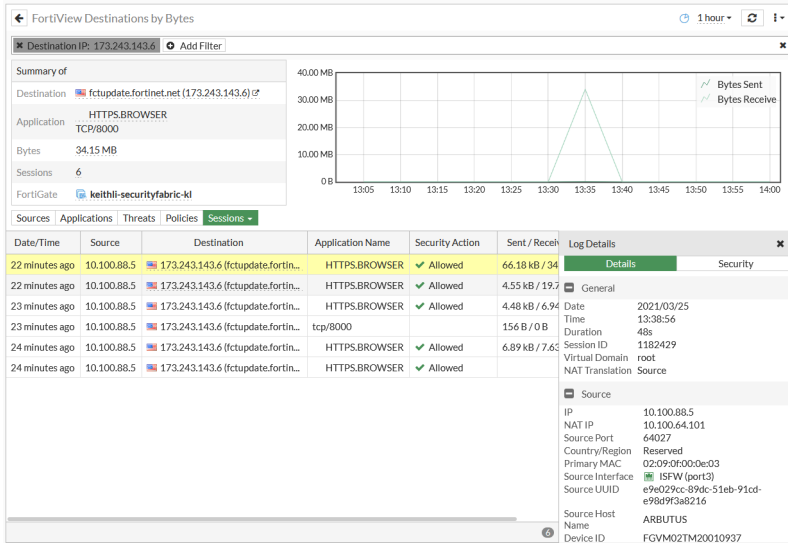 FortiView Destinations by Bytes
1 hour
Destination IP: 173.243.143.6 Add Filter
Summary of
Destination fctupdate.fortinet.net (173.243.143.6)
Application HTTPS.BROWSER
TCP/8000
Bytes 34.15 MB
Sessions 6
FortiGate keithli-securityfabric-kl
40.00 MB
30.00 MB
20.00 MB
10.00 MB
0 B
Bytes Sent
Bytes Receive
13:05 13:10 13:15 13:20 13:25 13:30 13:35 13:40 13:45 13:50 13:55 14:00
Sources Applications Threats Policies Sessions
Date/Time Source Destination Application Name Security Action Sent / Receiv
22 minutes ago 10.100.88.5 173.243.143.6 (fctupdate.fortin... HTTPS.BROWSER Allowed 66.18 kB / 34
22 minutes ago 10.100.88.5 173.243.143.6 (fctupdate.fortin... HTTPS.BROWSER Allowed 4.55 kB / 19.7
23 minutes ago 10.100.88.5 173.243.143.6 (fctupdate.fortin... HTTPS.BROWSER Allowed 4.48 kB / 6.94
23 minutes ago 10.100.88.5 173.243.143.6 (fctupdate.fortin... tcp/8000 156 B / 0 B
24 minutes ago 10.100.88.5 173.243.143.6 (fctupdate.fortin... HTTPS.BROWSER Allowed 6.89 kB / 7.63
24 minutes ago 10.100.88.5 173.243.143.6 (fctupdate.fortin... HTTPS.BROWSER Allowed
6
Log Details
Details Security
General
Date 2021/03/25
Time 13:38:56
Duration 48s
Session ID 1182429
Virtual Domain root
NAT Translation Source
Source
IP 10.100.88.5
NAT IP 10.100.64.101
Source Port 64027
Country/Region Reserved
Primary MAC 02:09:0f:00:0e:03
Source Interface ISFW (port3)
Source UUID e9e029cc-89dc-51eb-91cd-
e98d9f3a8216
Source Host
Name ARBUTUS
Device ID FGVM02TM20010937